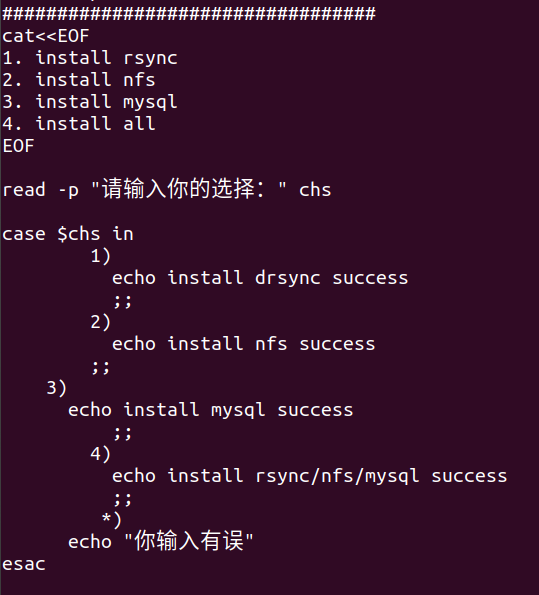 ##################################
cat<<EOF
1. install rsync
2. install nfs
3. install mysql
4. install all
EOF
read -p "请输入你的选择：" chs
case $chs in
1)
echo install drsync success
;;
2)
echo install nfs success
;;
3)
echo install mysql success
;;
4)
echo install rsync/nfs/mysql success
;;
*)
echo "你输入有误"
esac